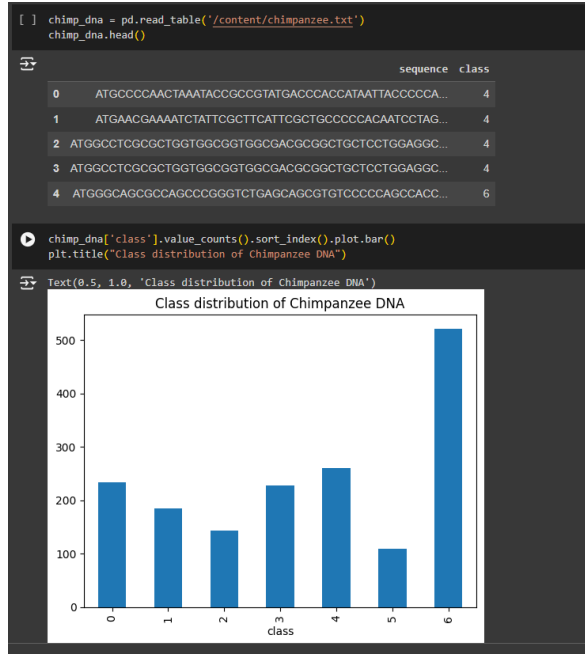 [ ] chimp_dna = pd.read_table('/content/chimpanzee.txt')
chimp_dna.head()
sequence class
0 ATGCCCCAACTAAATACCGCCGTATGACCCACCATAATTACCCCCA... 4
1 ATGAACGAAAATCTATTCGCTTCATTCGCTGCCCCCACAATCCTAG... 4
2 ATGGCCTCGCGCTGGTGGCGGTGGCGACGCGGCTGCTCCTGGAGGC... 4
3 ATGGCCTCGCGCTGGTGGCGGTGGCGACGCGGCTGCTCCTGGAGGC... 4
4 ATGGGCAGCGCCAGCCCGGGTCTGAGCAGCGTGTCCCCCAGCCACC... 6
chimp_dna['class'].value_counts().sort_index().plot.bar()
plt.title("Class distribution of Chimpanzee DNA")
Text(0.5, 1.0, 'Class distribution of Chimpanzee DNA')
Class distribution of Chimpanzee DNA
500
400
300
200
100
0
0 1 2 3 4 5 6
class